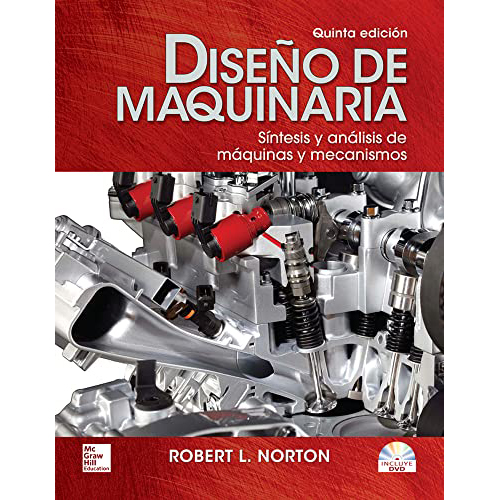 Quinta edición
DISEÑO DE
MAQUINARIA
Síntesis y análisis de
máquinas y mecanismos
Mc
Graw
Hill
Education
ROBERT L. NORTON
INCLUYE
DVD